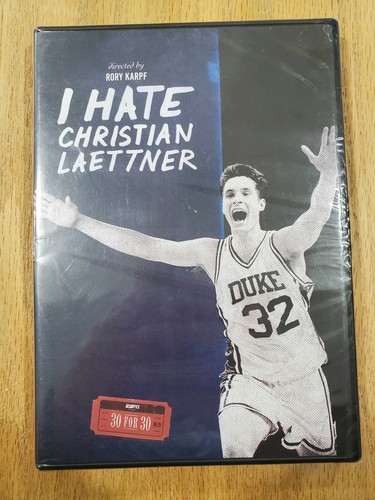 directed by
RORY KARPF
I HATE
CHRISTIAN
LAETTNER
DUKE
32
ESPN
30 FOR 30